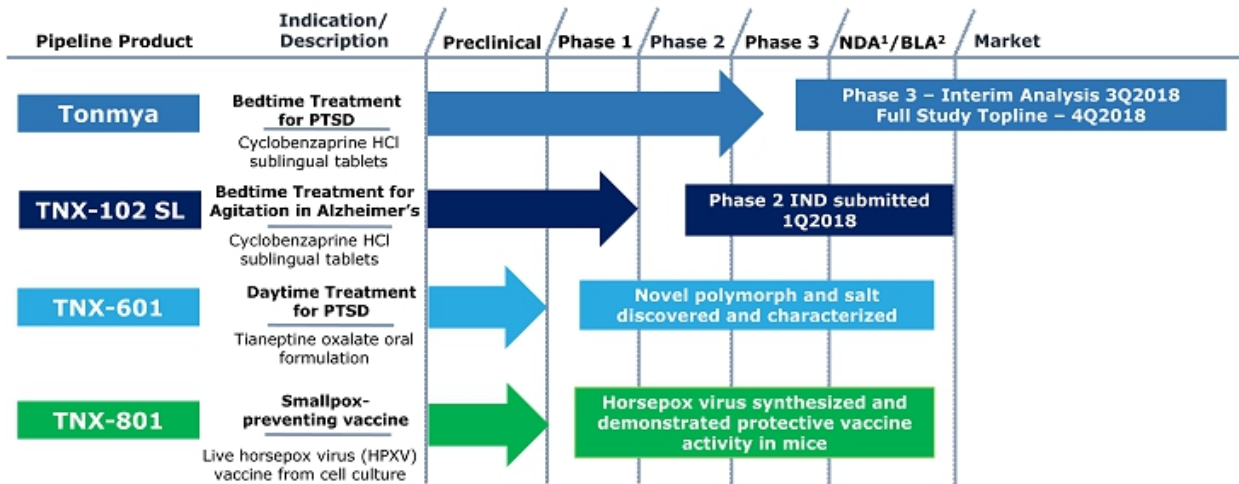 Pipeline Product
Indication/
Description
Preclinical
Phase 1
Phase 2
Phase 3
NDA¹/BLA²
Market
Tonmya
Bedtime Treatment
for PTSD
Cyclobenzaprine HCl
sublingual tablets
Phase 3 – Interim Analysis 3Q2018
Full Study Topline – 4Q2018
TNX-102 SL
Bedtime Treatment for
Agitation in Alzheimer's
Cyclobenzaprine HCl
sublingual tablets
Phase 2 IND submitted
1Q2018
TNX-601
Daytime Treatment
for PTSD
Tianeptine oxalate oral
formulation
Novel polymorph and salt
discovered and characterized
TNX-801
Smallpox-
preventing vaccine
Live horsepox virus (HPXV)
vaccine from cell culture
Horsepox virus synthesized and
demonstrated protective vaccine
activity in mice